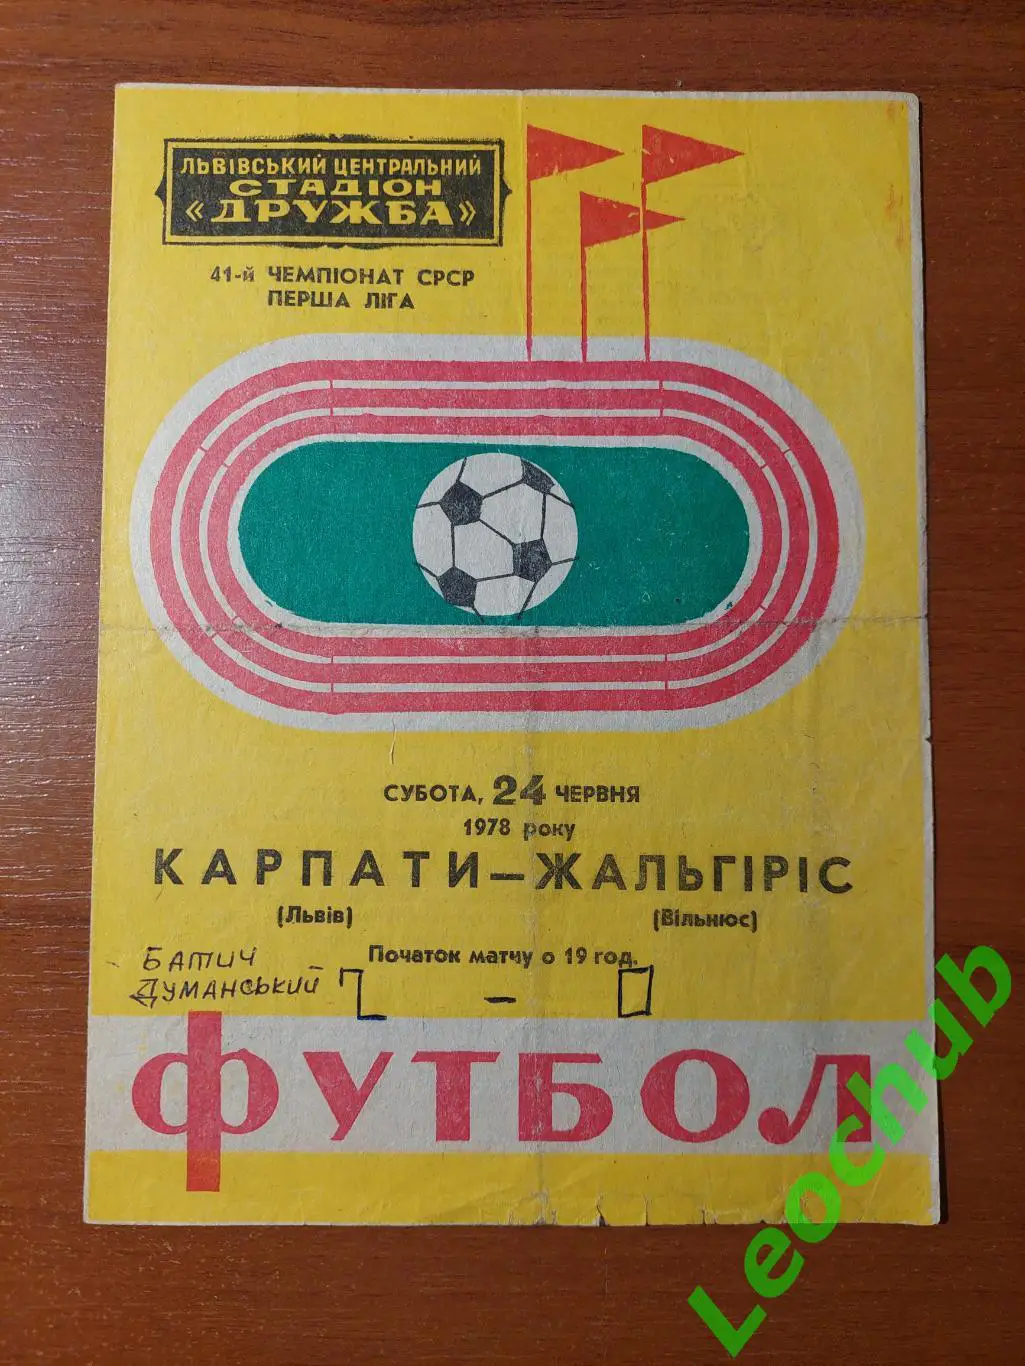 ЛЬВІВСЬКИЙ ЦЕНТРАЛЬНИЙ
СТАДІОН
«ДРУЖБА»
41-й ЧЕМПІОНАТ СРСР
ПЕРША ЛІГА
СУБОТА, 24 ЧЕРВНЯ
1978 року
КАРПАТИ—ЖАЛЬГІРІС
(Львів) (Вільнюс)
Початок матчу о 19 год.
БАТИЧ
ДУМАНСЬКИЙ 2 - 0
ФУТБОЛ
Leochub